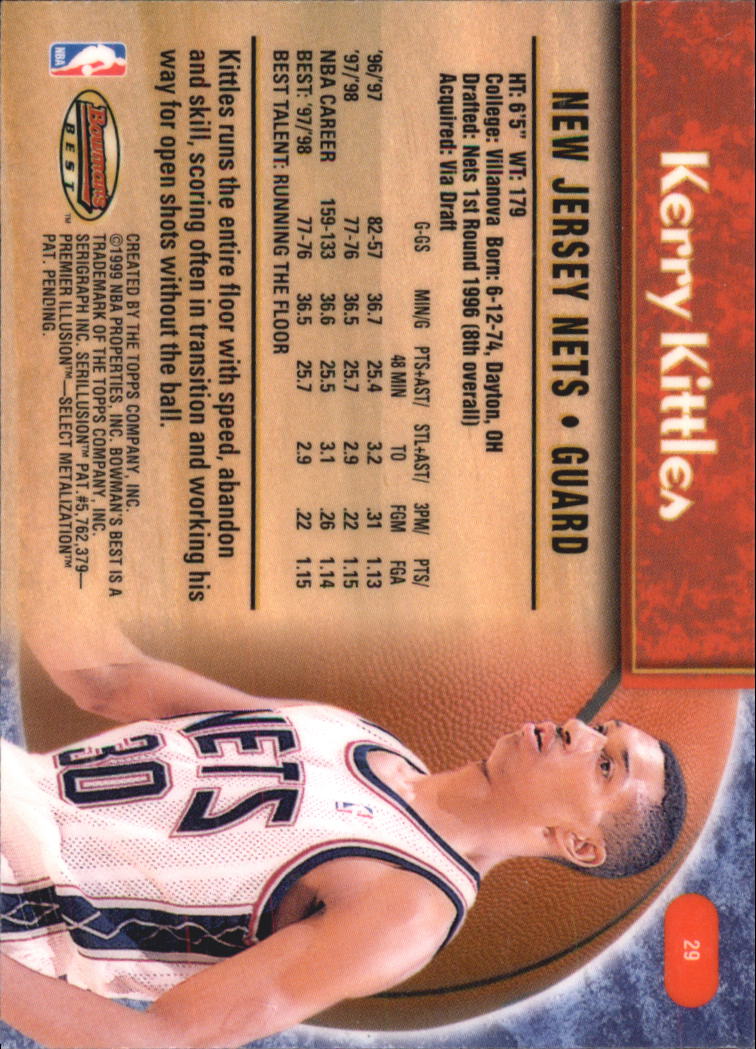 Kerry Kittles
29
NEW JERSEY NETS • GUARD
HT: 6'5" WT: 179
College: Villanova Born: 6-12-74, Dayton, OH
Drafted: Nets 1st Round 1996 (8th overall)
Acquired: Via Draft
G-GS MIN/G PTS+AST/ STL+AST/ 3PM/ PTS/
48 MIN TO FGM FGA
'96/'97 82-57 36.7 25.4 3.2 .31 1.13
'97/'98 77-76 36.5 25.7 2.9 .22 1.15
NBA CAREER 159-133 36.6 25.5 3.1 .26 1.14
BEST: '97/'98 77-76 36.5 25.7 2.9 .22 1.15
BEST TALENT: RUNNING THE FLOOR
Kittles runs the entire floor with speed, abandon
and skill, scoring often in transition and working his
way for open shots without the ball.
NBA
Bowman's
BEST™
CREATED BY THE TOPPS COMPANY, INC.
©1999 NBA PROPERTIES, INC. BOWMAN'S BEST IS A
TRADEMARK OF THE TOPPS COMPANY, INC.
SERIGRAPH INC. SERILLUSION™ PAT. #5,762,379—
PREMIER ILLUSION™—SELECT METALIZATION™
PAT. PENDING.
NETS
30